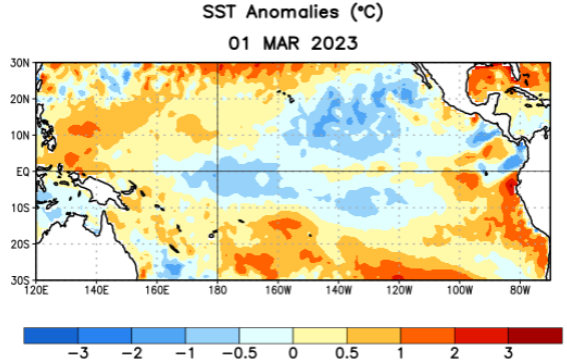 SST Anomalies (°C)
01 MAR 2023
30N
20N
10N
EQ
10S
20S
30S
120E 140E 160E 180 160W 140W 120W 100W 80W
-3 -2 -1 -0.5 0 0.5 1 2 3